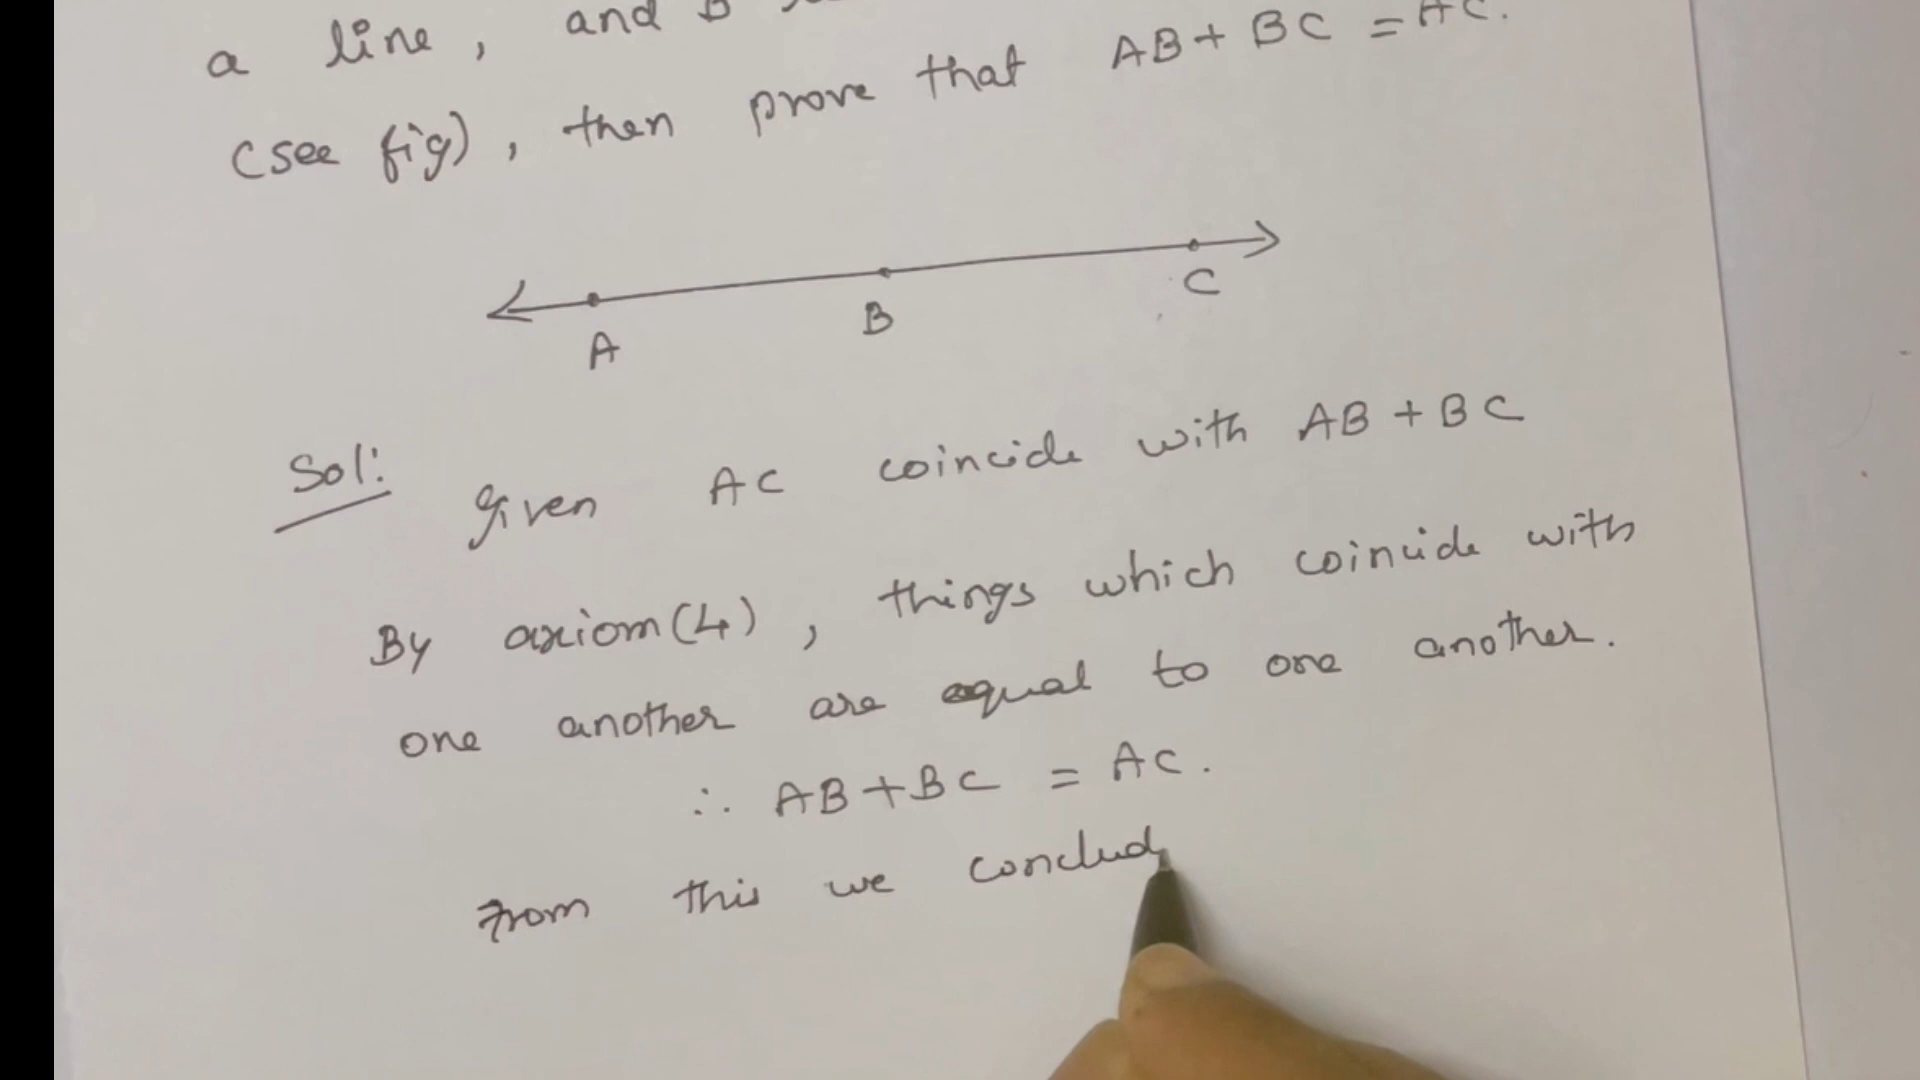 a line, and B
(see fig), then prove that AB + BC = AC.
A B C
Sol: Given AC coincide with AB + BC
By axiom (4), things which coincide with
one another are equal to one another.
∴ AB + BC = AC.
From this we conclud